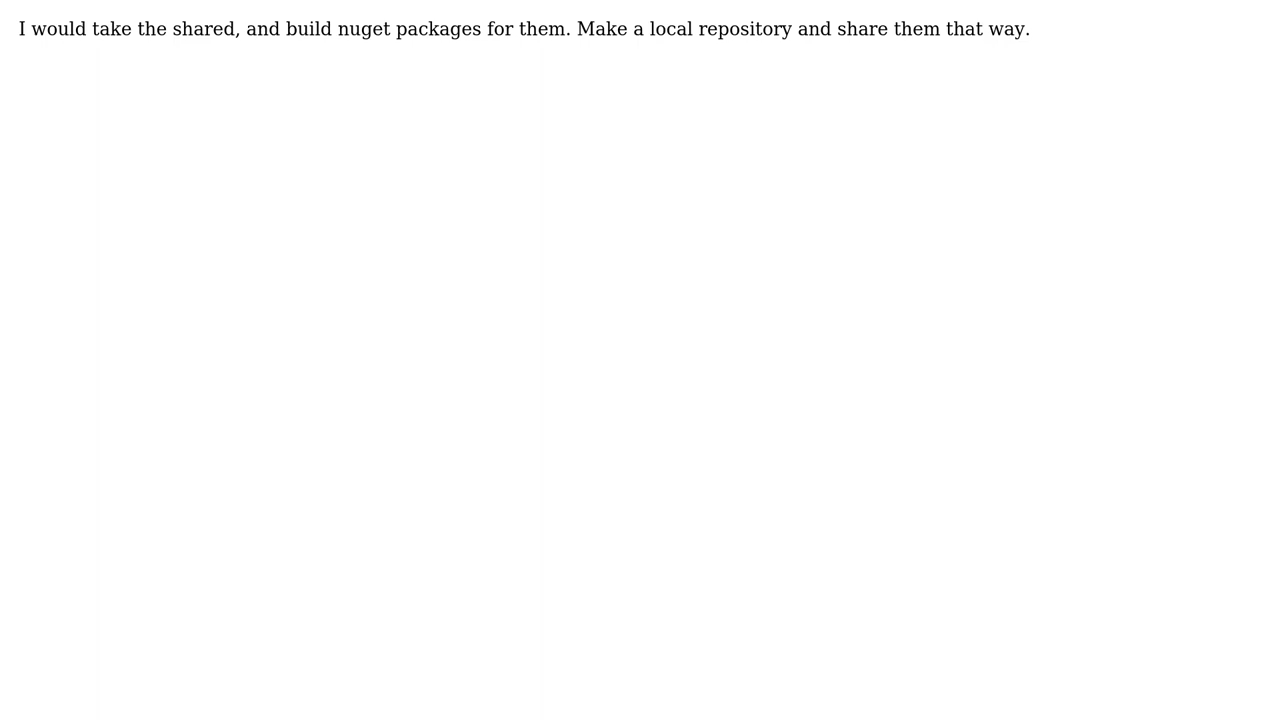 I would take the shared, and build nuget packages for them. Make a local repository and share them that way.